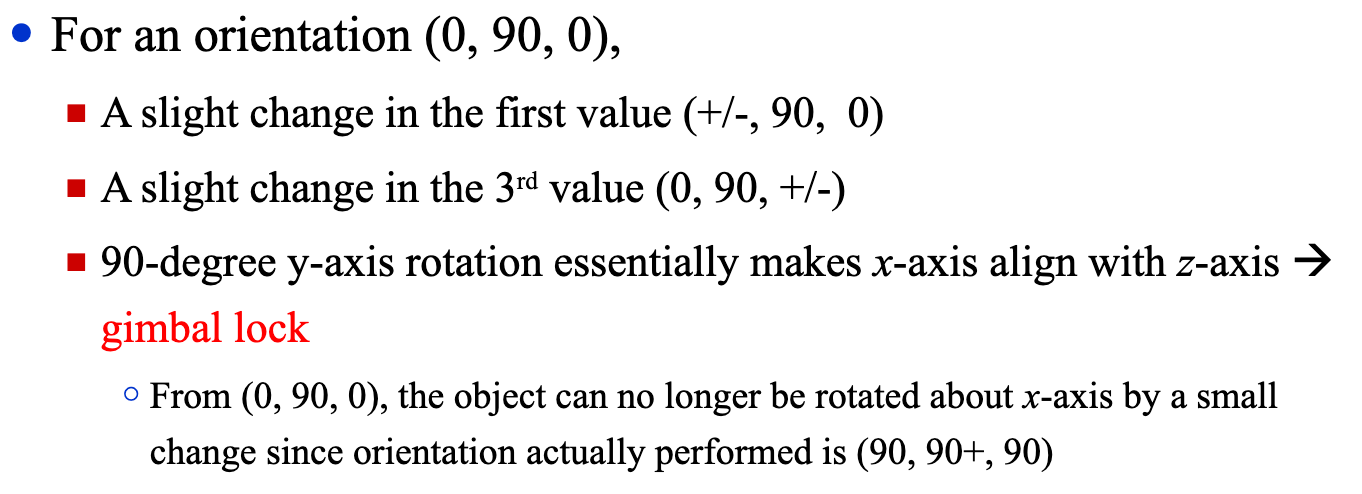 • For an orientation (0, 90, 0),
▪ A slight change in the first value (+/-, 90, 0)
▪ A slight change in the 3rd value (0, 90, +/-)
▪ 90-degree y-axis rotation essentially makes x-axis align with z-axis →
gimbal lock
○ From (0, 90, 0), the object can no longer be rotated about x-axis by a small
change since orientation actually performed is (90, 90+, 90)